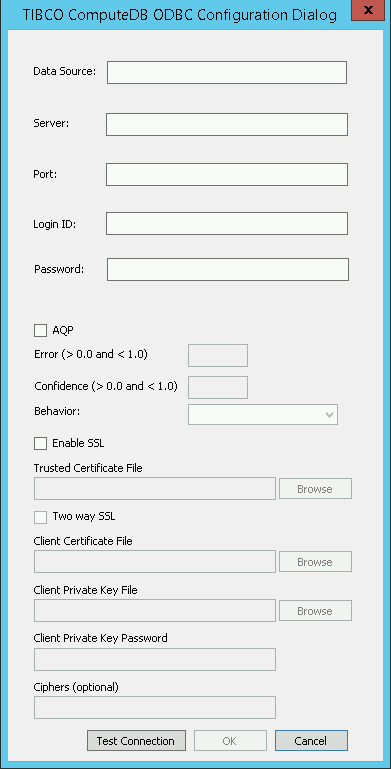 TIBCO ComputeDB ODBC Configuration Dialog x
Data Source:
Server:
Port:
Login ID:
Password:
AQP
Error (> 0.0 and < 1.0)
Confidence (> 0.0 and < 1.0)
Behavior:
Enable SSL
Trusted Certificate File
Browse
Two way SSL
Client Certificate File
Browse
Client Private Key File
Browse
Client Private Key Password
Ciphers (optional)
Test Connection OK Cancel